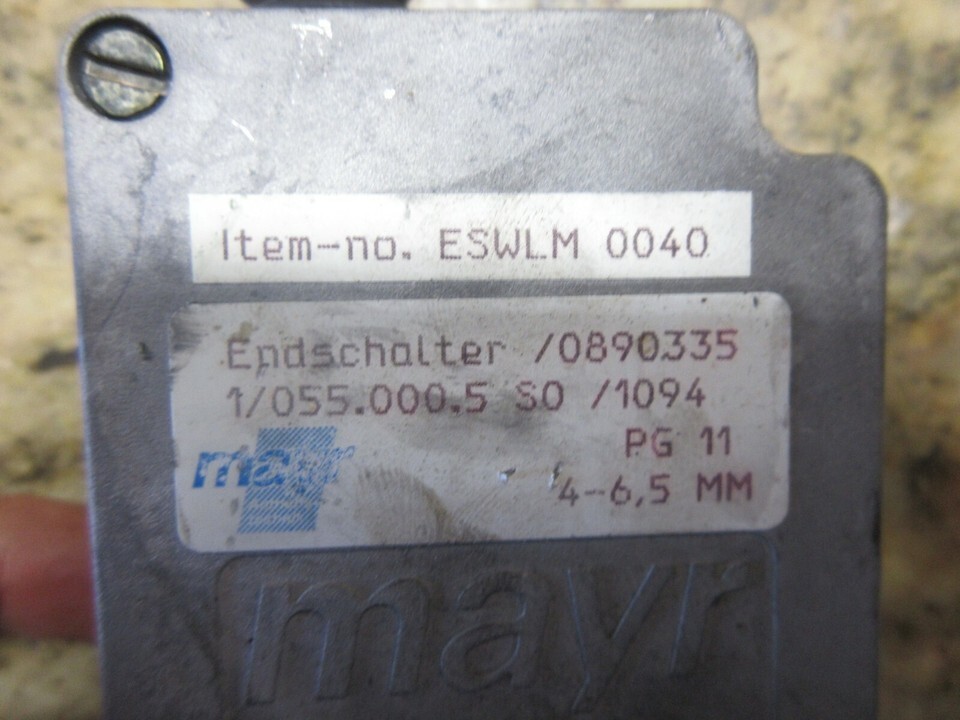 Item-no. ESWLM 0040
Endschalter /0890335
1/055.000.5 SO /1094
PG 11
mayr
4-6,5 MM
mayr